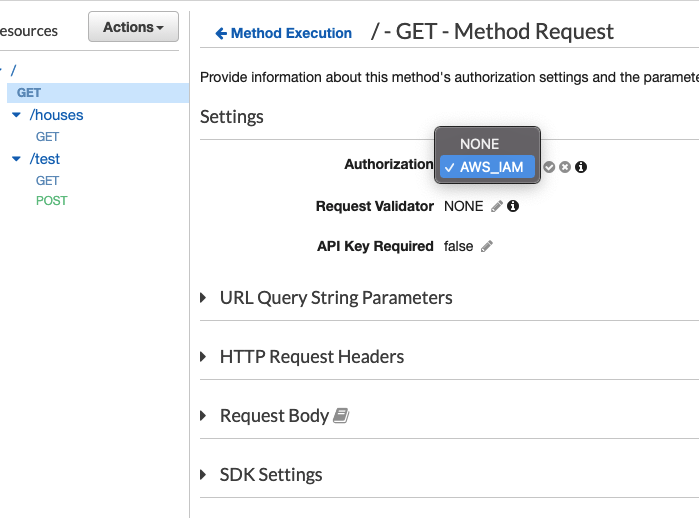 esources
Actions
Method Execution
/ - GET - Method Request
/
GET
/houses
GET
/test
GET
POST
Provide information about this method's authorization settings and the paramete
Settings
Authorization
NONE
✓ AWS_IAM
Request Validator NONE
API Key Required false
URL Query String Parameters
HTTP Request Headers
Request Body
SDK Settings